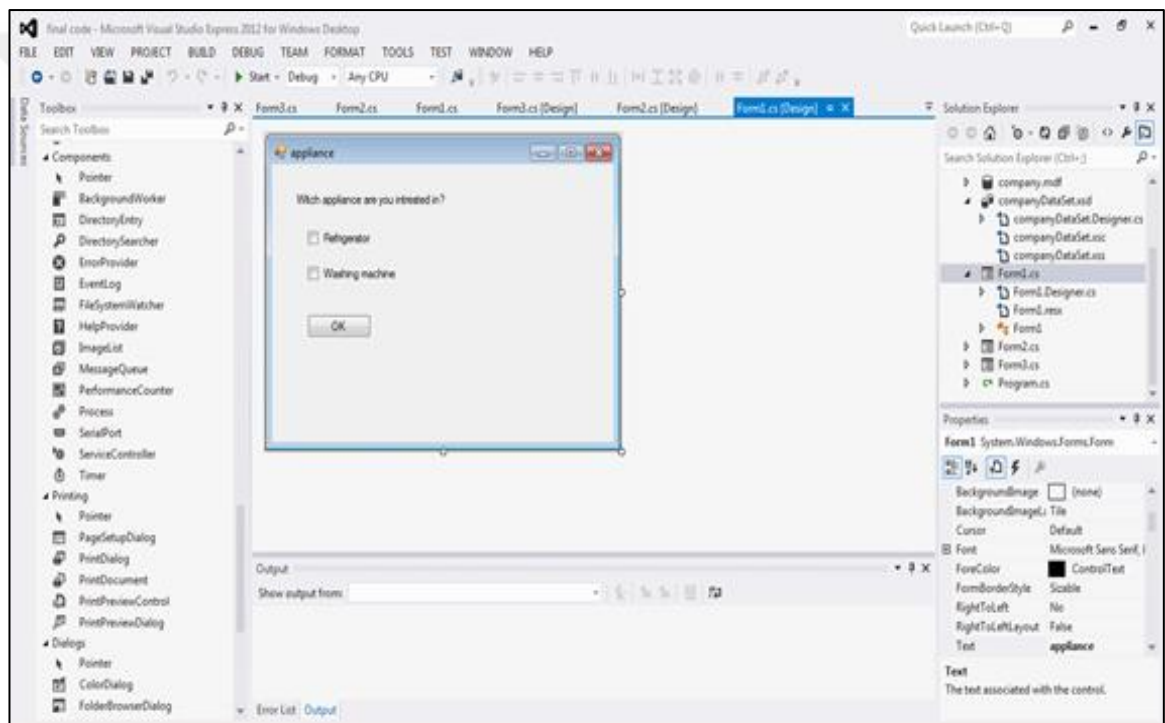 final code - Microsoft Visual Studio Express 2012 for Windows Desktop
Quick Launch (Ctrl+Q)
FILE EDIT VIEW PROJECT BUILD DEBUG TEAM FORMAT TOOLS TEST WINDOW HELP
Start - Debug Any CPU
Data Sources
Toolbox
Search Toolbox
Components
Pointer
BackgroundWorker
DirectoryEntry
DirectorySearcher
ErrorProvider
EventLog
FileSystemWatcher
HelpProvider
ImageList
MessageQueue
PerformanceCounter
Process
SerialPort
ServiceController
Timer
Printing
Pointer
PageSetupDialog
PrintDialog
PrintDocument
PrintPreviewControl
PrintPreviewDialog
Dialogs
Pointer
ColorDialog
FolderBrowserDialog
Form3.cs Form2.cs Form1.cs Form3.cs [Design] Form2.cs [Design] Form1.cs [Design]
appliance
Witch appliance are you intrested in?
Refrigerator
Washing machine
OK
Output
Show output from:
Error List Output
Solution Explorer
Search Solution Explorer (Ctrl+;)
company.mdf
companyDataSet.xsd
companyDataSet.Designer.cs
companyDataSet.xsc
companyDataSet.xss
Form1.cs
Form1.Designer.cs
Form1.resx
Form1
Form2.cs
Form3.cs
C# Program.cs
Properties
Form1 System.Windows.Forms.Form
BackgroundImage (none)
BackgroundImageL Tile
Cursor Default
Font Microsoft Sans Serif,
ForeColor ControlText
FormBorderStyle Sizable
RightToLeft No
RightToLeftLayout False
Text appliance
Text
The text associated with the control.